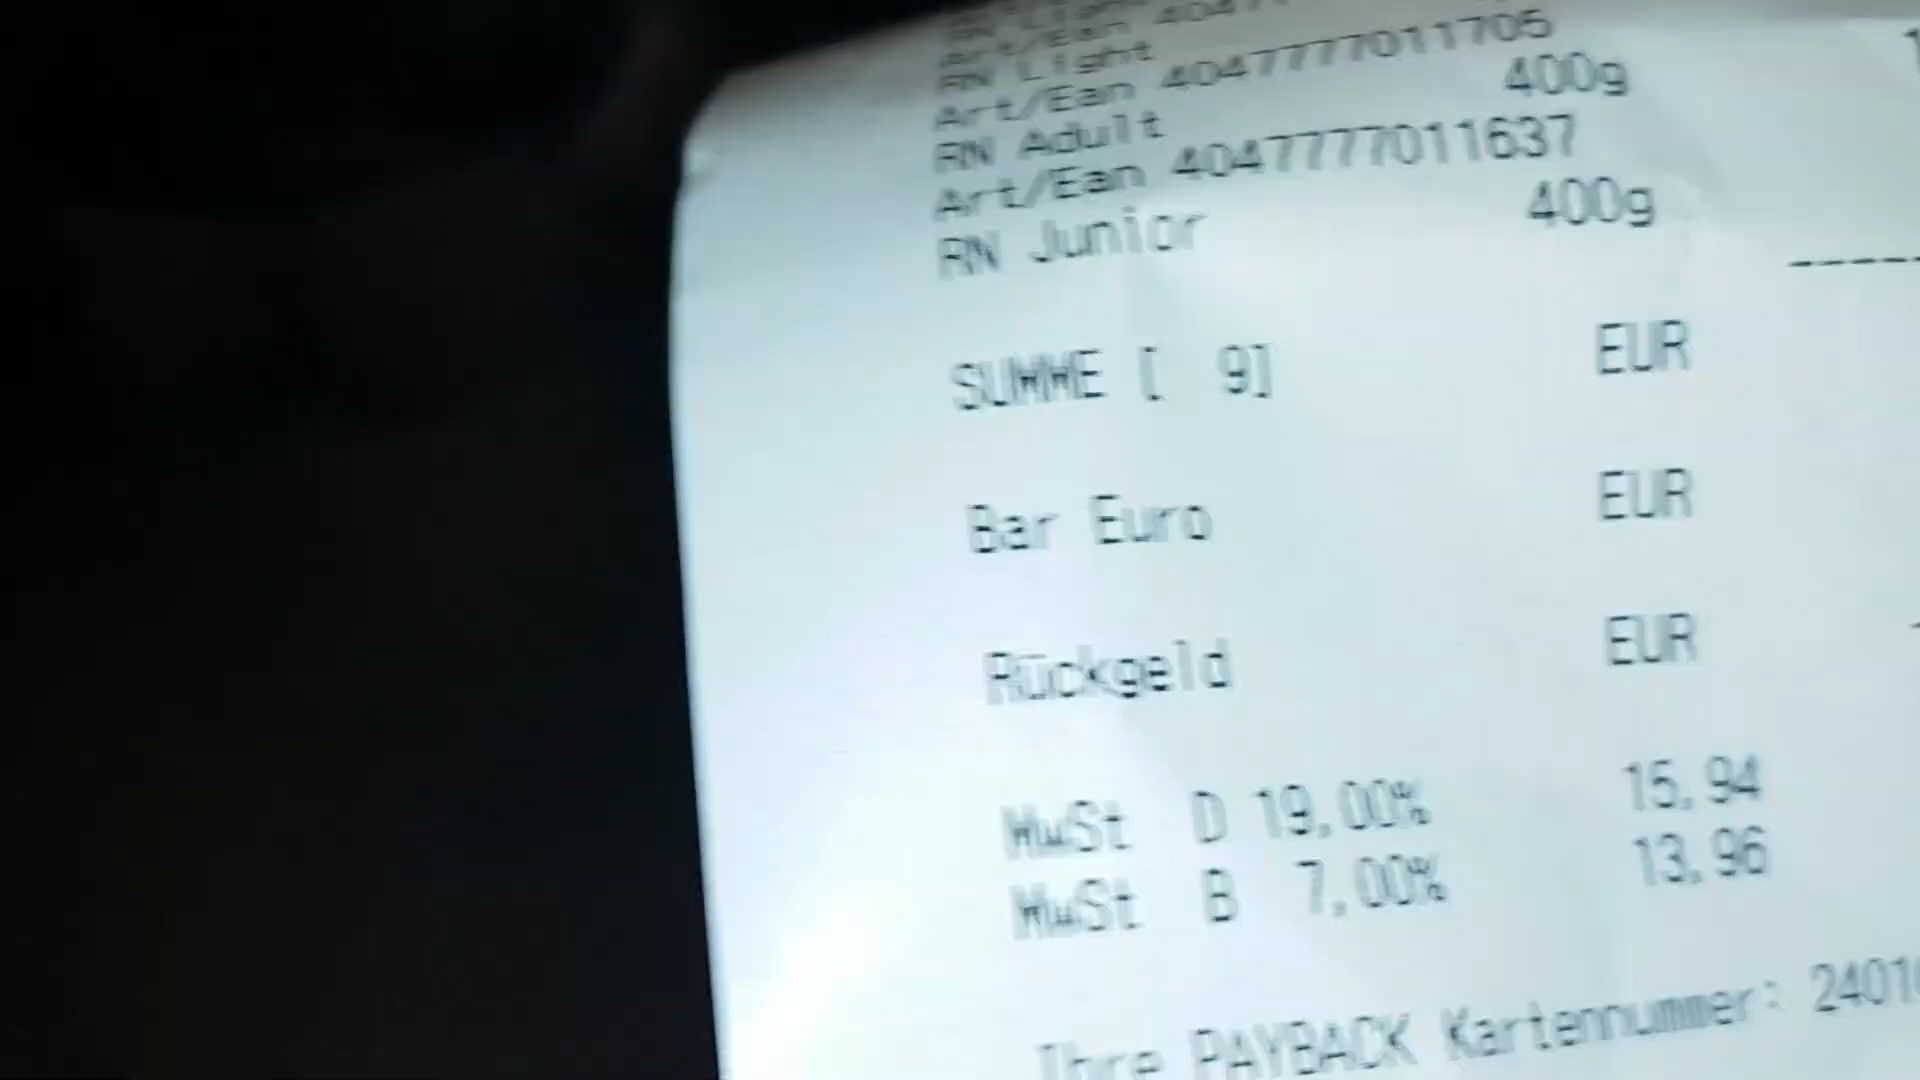 RN Light
Art/Ean 4047777011705
RN Adult 400g
Art/Ean 4047777011637
RN Junior 400g
SUMME [ 9] EUR
Bar Euro EUR
Rückgeld EUR
MwSt D 19,00% 15,94
MwSt B 7,00% 13,96
Ihre PAYBACK Kartennummer: 2401